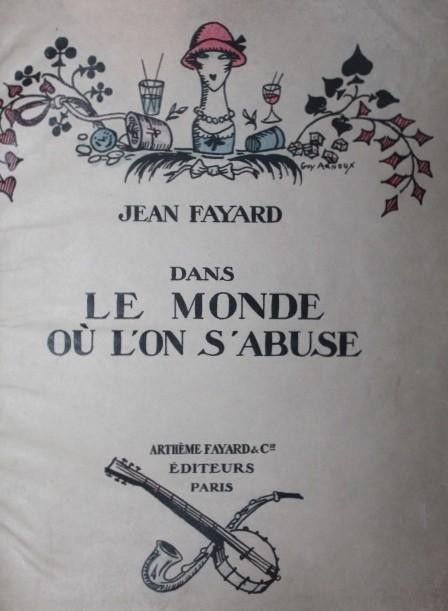 GUY ARNOUX
JEAN FAYARD
DANS
LE MONDE
OÙ L'ON S'ABUSE
ARTHÈME FAYARD & Cie
ÉDITEURS
PARIS